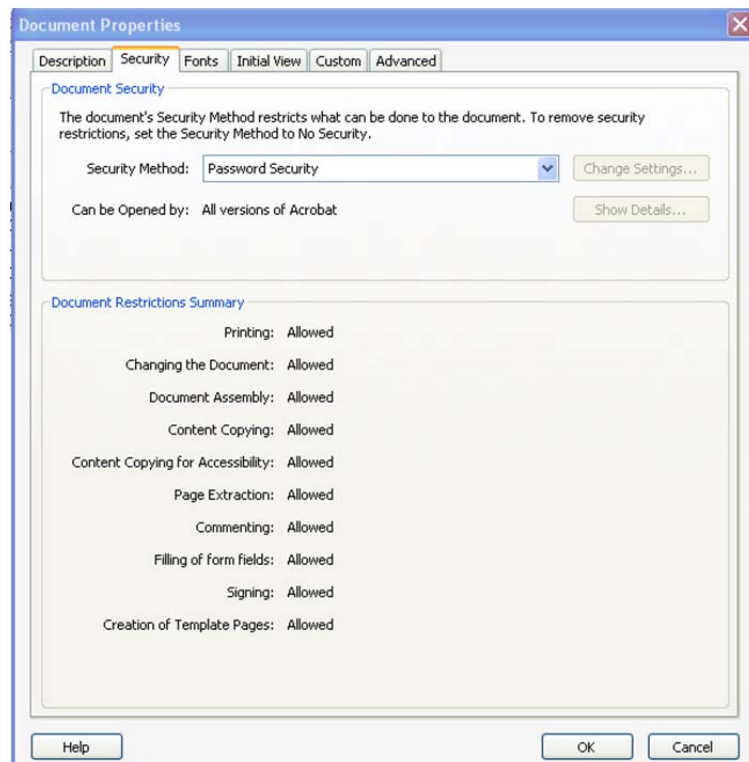 Document Properties
Description Security Fonts Initial View Custom Advanced
Document Security
The document's Security Method restricts what can be done to the document. To remove security
restrictions, set the Security Method to No Security.
Security Method: Password Security Change Settings...
Can be Opened by: All versions of Acrobat Show Details...
Document Restrictions Summary
Printing: Allowed
Changing the Document: Allowed
Document Assembly: Allowed
Content Copying: Allowed
Content Copying for Accessibility: Allowed
Page Extraction: Allowed
Commenting: Allowed
Filling of form fields: Allowed
Signing: Allowed
Creation of Template Pages: Allowed
Help OK Cancel